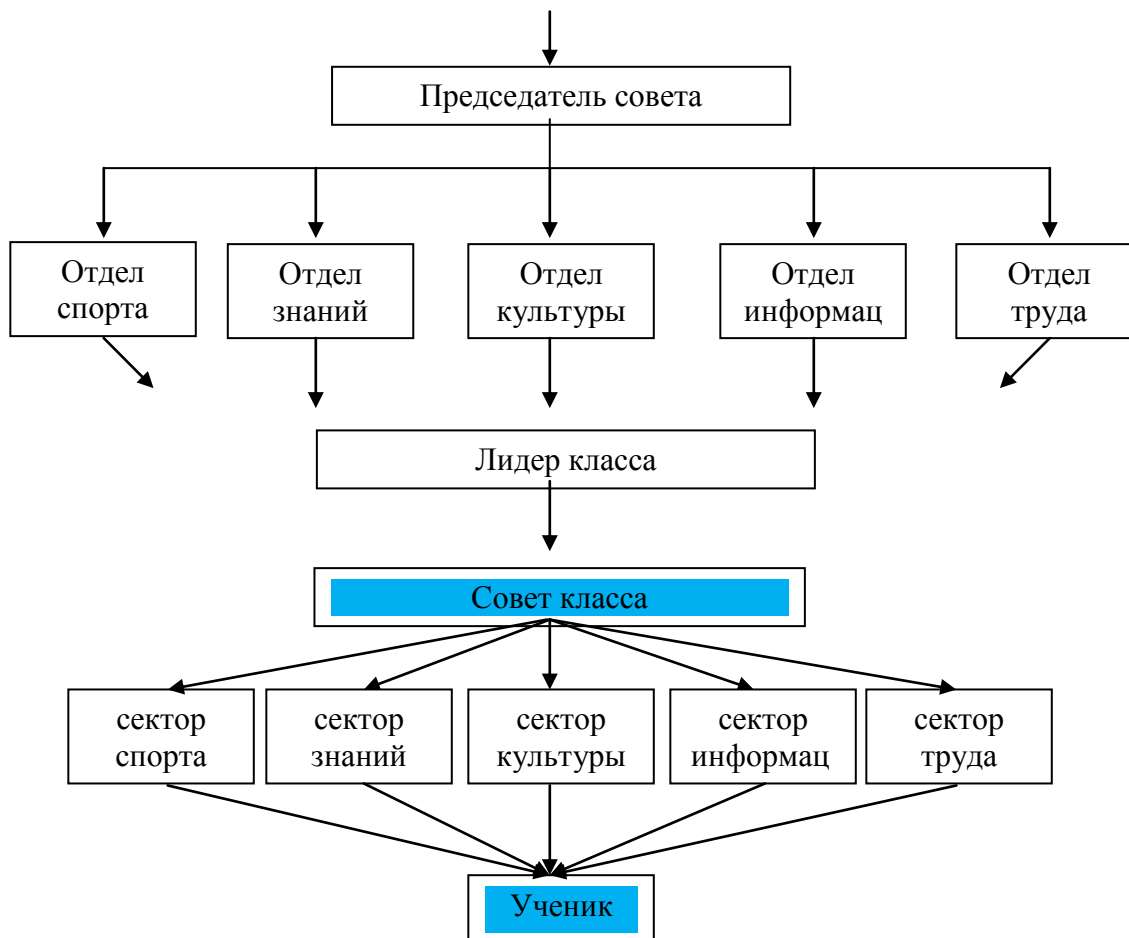 Председатель совета
Отдел
спорта
Отдел
знаний
Отдел
культуры
Отдел
информац
Отдел
труда
Лидер класса
Совет класса
сектор
спорта
сектор
знаний
сектор
культуры
сектор
информац
сектор
труда
Ученик